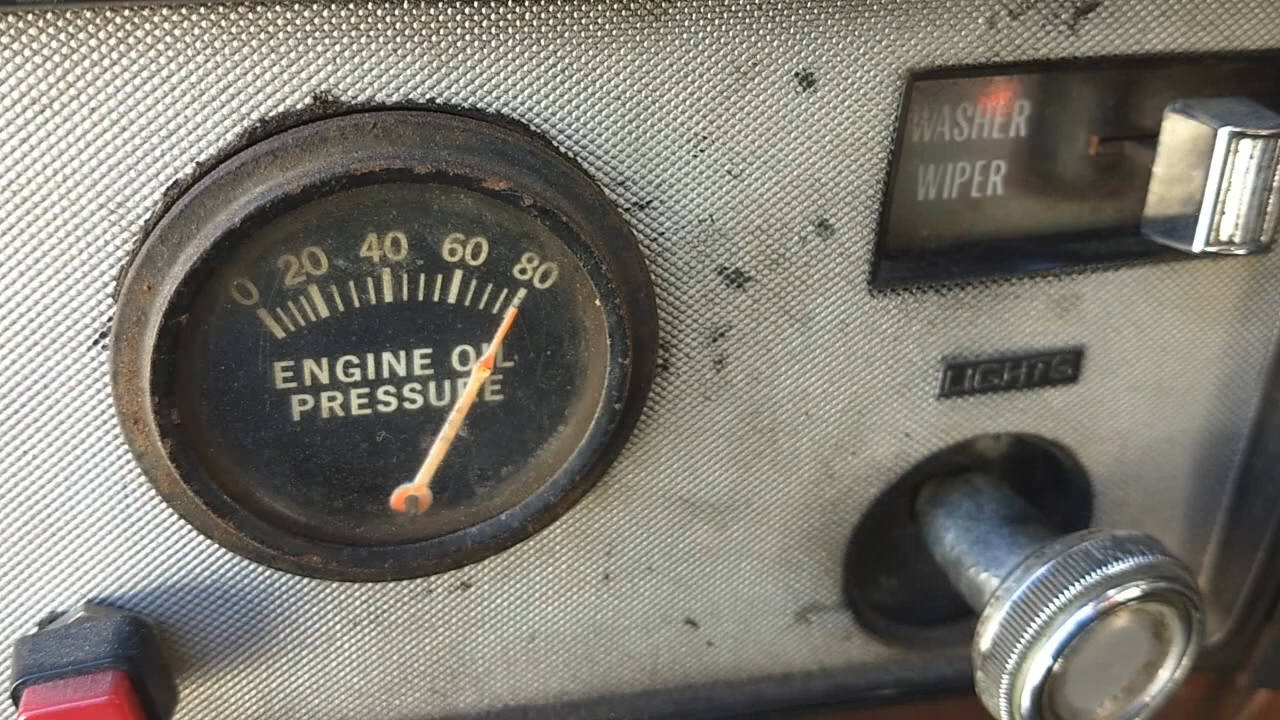 0 20 40 60 80
ENGINE OIL
PRESSURE
WASHER
WIPER
LIGHTS